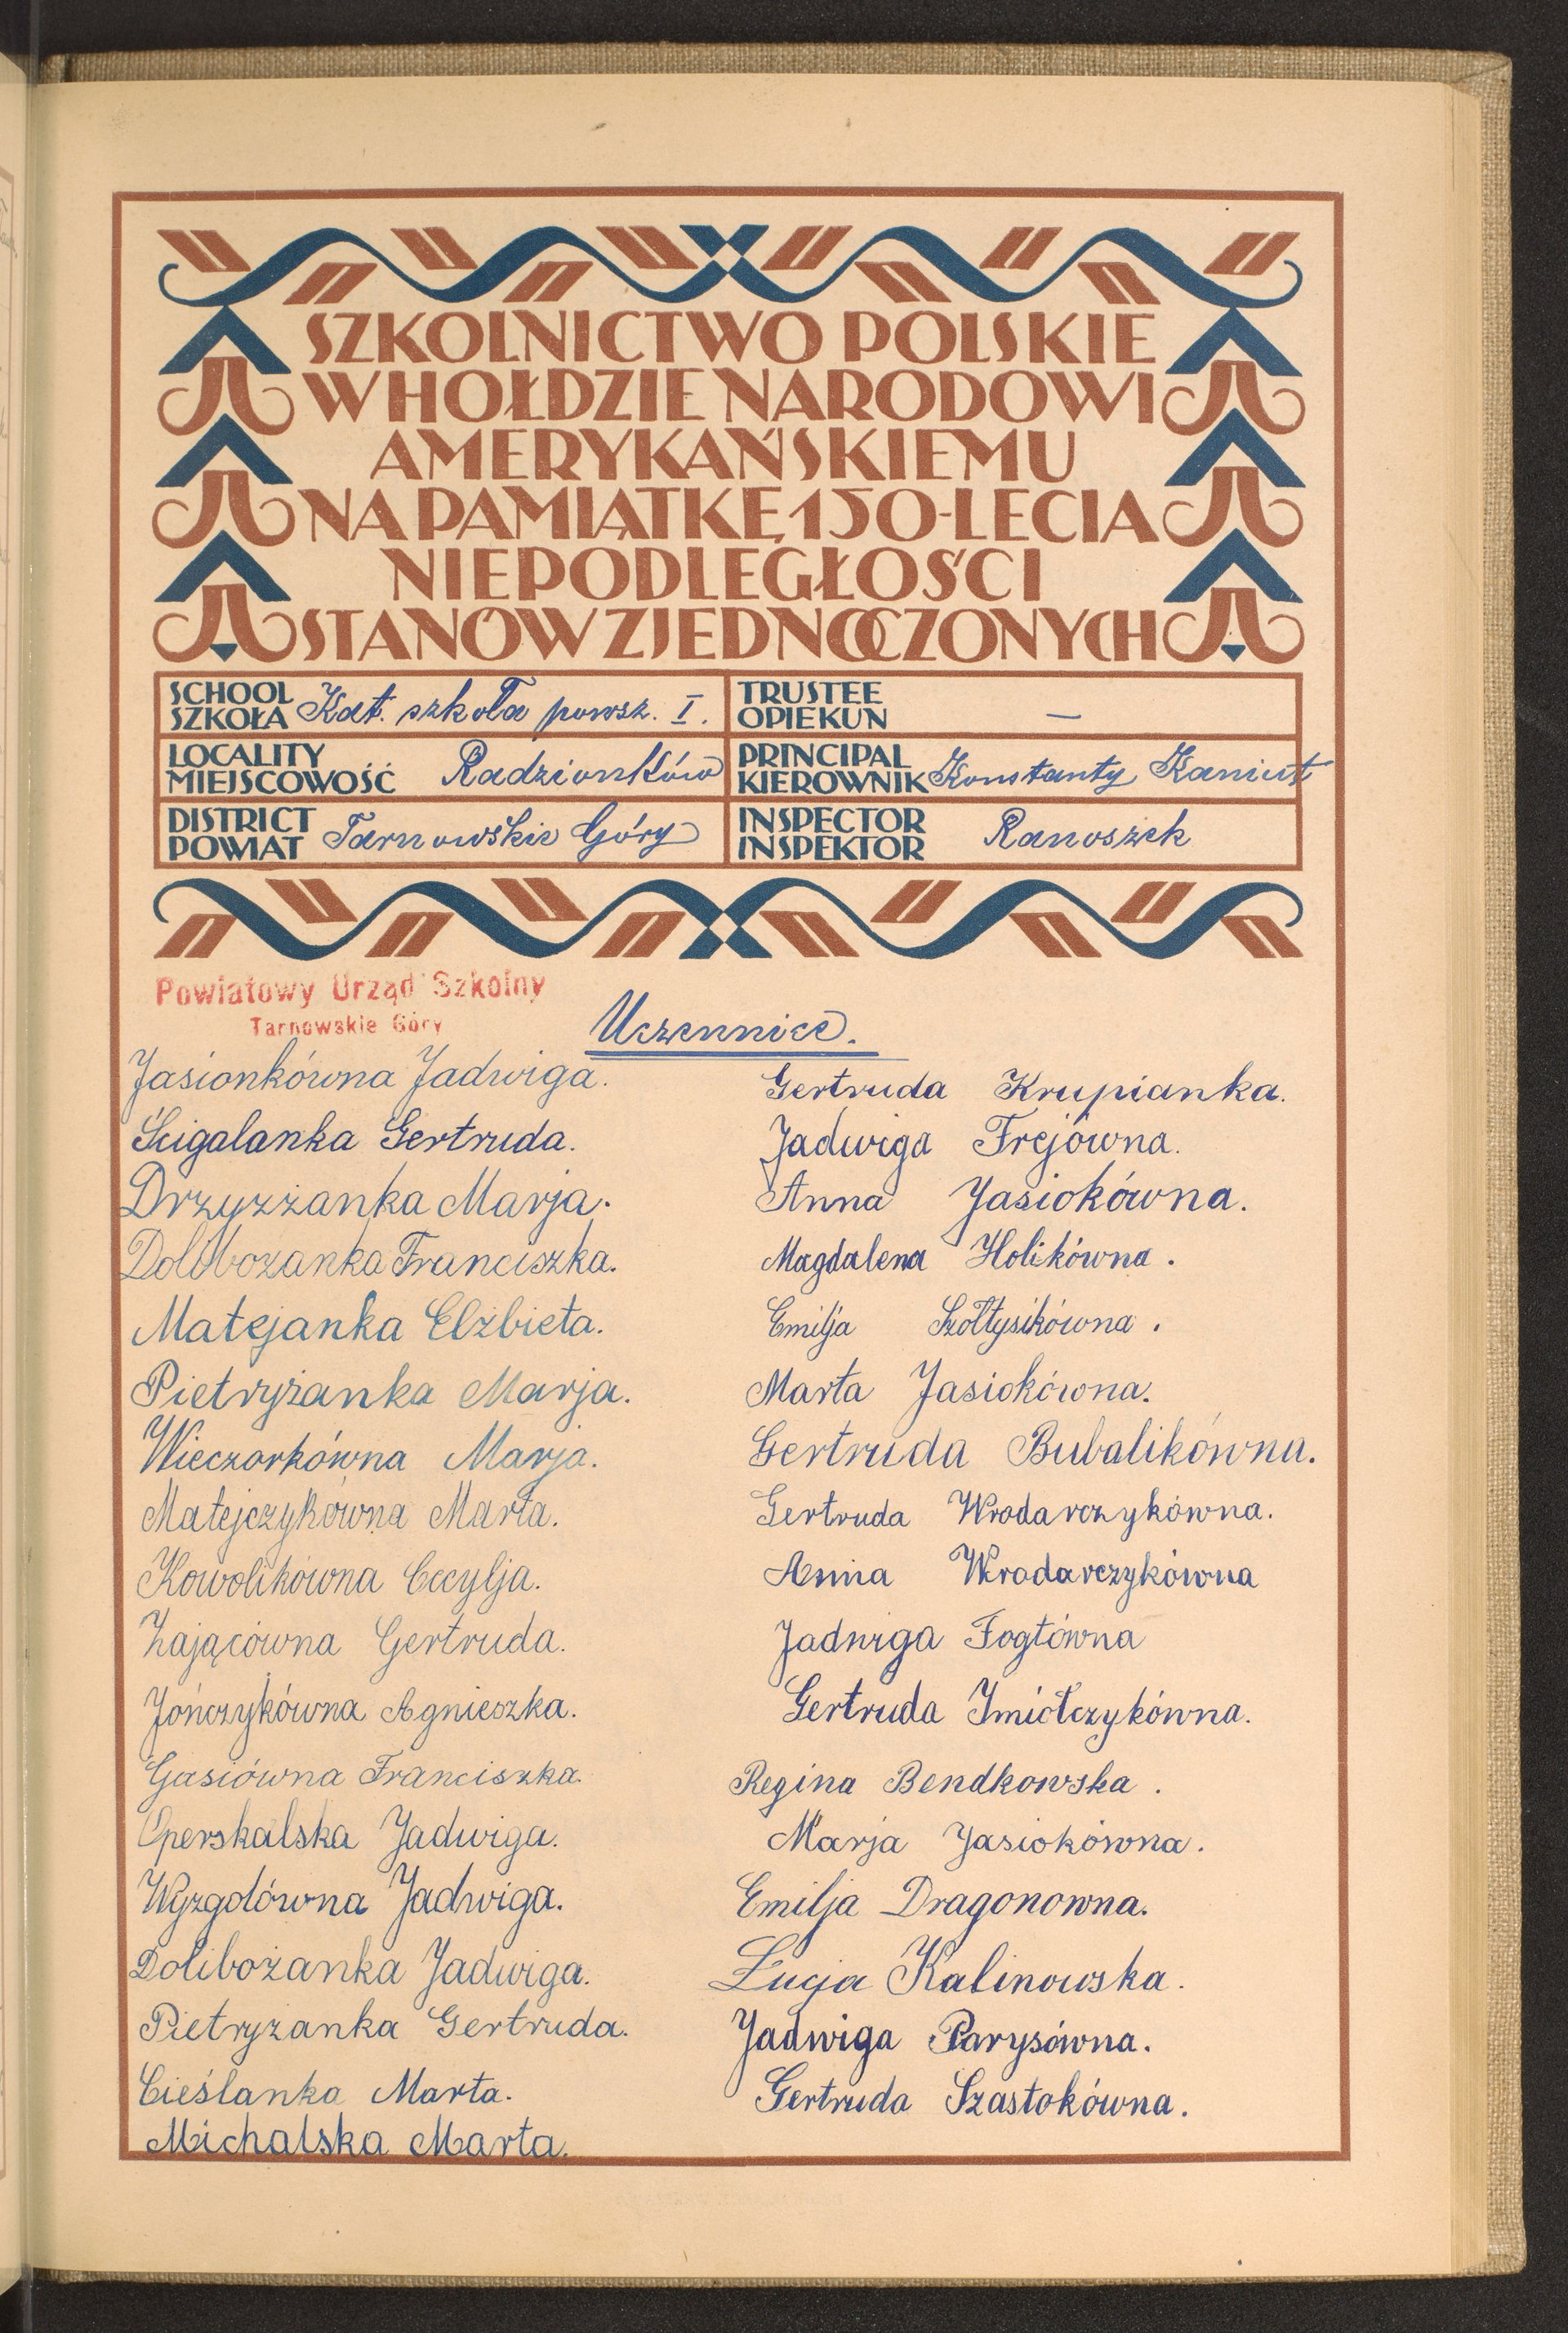 SZKOLNICTWO POLSKIE
W HOŁDZIE NARODOWI
AMERYKAŃSKIEMU
NA PAMIĄTKĘ 150-LECIA
NIEPODLEGŁOŚCI
STANÓW ZJEDNOCZONYCH
SCHOOL
SZKOŁA Kat. szkoła powsz. I.
TRUSTEE
OPIEKUN —
LOCALITY
MIEJSCOWOŚĆ Radzionków
PRINCIPAL
KIEROWNIK Konstanty Kaniut
DISTRICT
POWIAT Tarnowskie Góry
INSPECTOR
INSPEKTOR Ranoszek
Powiatowy Urząd Szkolny
Tarnowskie Góry
Uczennice.
Jasionkówna Jadwiga.
Ścigalanka Gertruda.
Drzyzżanka Marja.
Dolibożanka Franciszka.
Matejanka Elżbieta.
Pietryżanka Marja.
Wieczorkówna Marja.
Matejczykówna Marta.
Kowolikówna Cecylja.
Zającówna Gertruda.
Jończykówna Agnieszka.
Gasiówna Franciszka.
Operskalska Jadwiga.
Wyzgolówna Jadwiga.
Dolibożanka Jadwiga.
Pietryzanka Gertruda.
Cieślanka Marta.
Michalska Marta.
Gertruda Krupianka.
Jadwiga Frejówna.
Anna Jasiokówna.
Magdalena Holikówna.
Emilja Szołtysikówna.
Marta Jasiokówna.
Gertruda Bubalikówna.
Gertruda Wrodarczykówna.
Anna Wrodarczykówna
Jadwiga Fogtówna
Gertruda Imiołczykówna.
Regina Bendkowska.
Marja Jasiokówna.
Emilja Dragonowna.
Łucja Kalinowska.
Jadwiga Parysówna.
Gertruda Szastokówna.